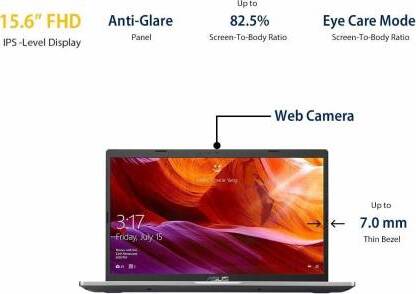 15.6” FHD
IPS -Level Display
Anti-Glare
Panel
Up to
82.5%
Screen-To-Body Ratio
Eye Care Mode
Screen-To-Body Ratio
Web Camera
3:17
Friday, July 15
Up to
7.0 mm
Thin Bezel
ASUS